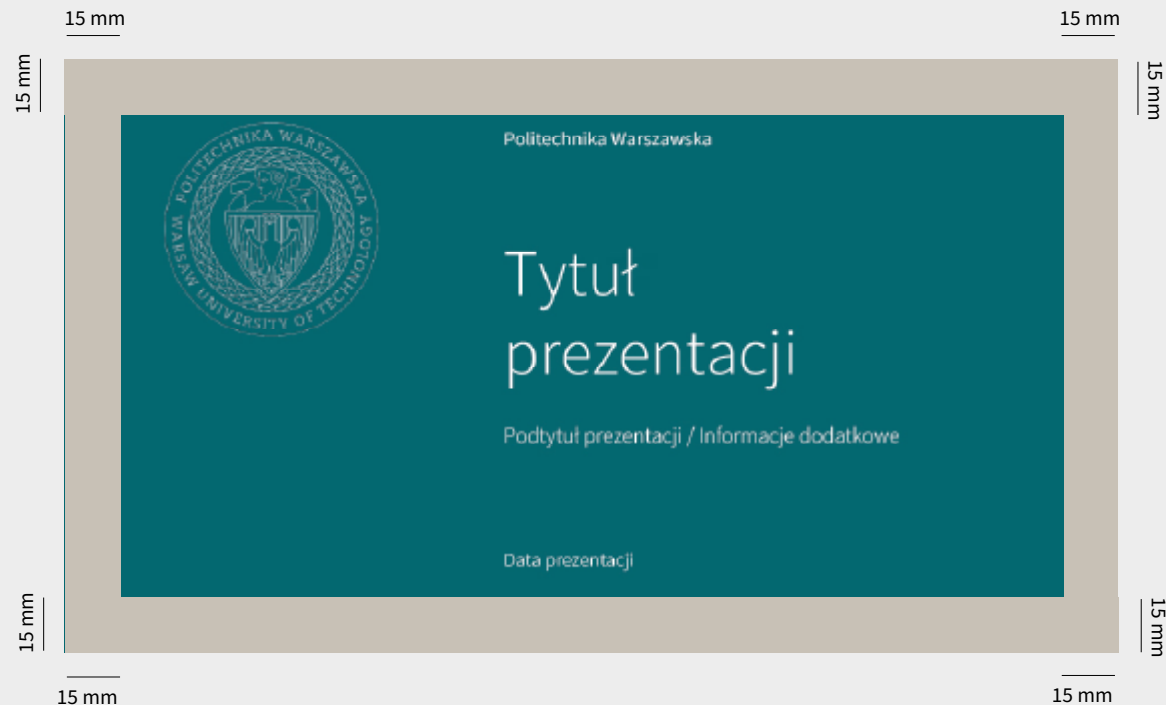 15 mm
15 mm
15 mm
15 mm
POLITECHNIKA WARSZAWSKA
WARSAW UNIVERSITY OF TECHNOLOGY
Politechnika Warszawska
Tytuł
prezentacji
Podtytuł prezentacji / Informacje dodatkowe
Data prezentacji
15 mm
15 mm
15 mm
15 mm